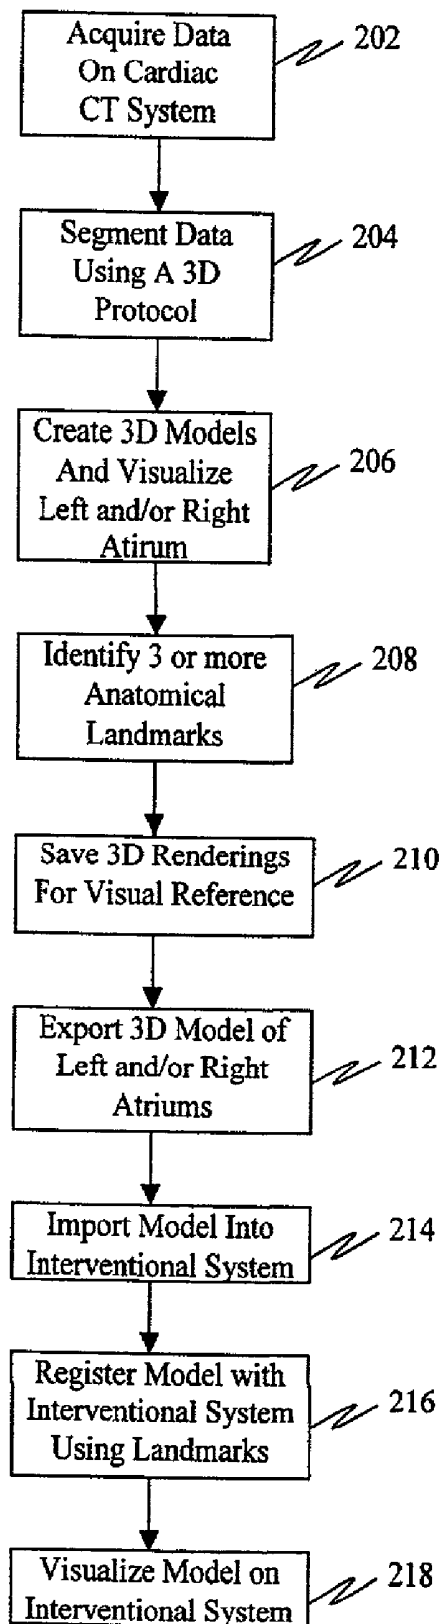 Acquire Data
On Cardiac
CT System
202
Segment Data
Using A 3D
Protocol
204
Create 3D Models
And Visualize
Left and/or Right
Atirum
206
Identify 3 or more
Anatomical
Landmarks
208
Save 3D Renderings
For Visual Reference
210
Export 3D Model of
Left and/or Right
Atriums
212
Import Model Into
Interventional System
214
Register Model with
Interventional System
Using Landmarks
216
Visualize Model on
Interventional System
218